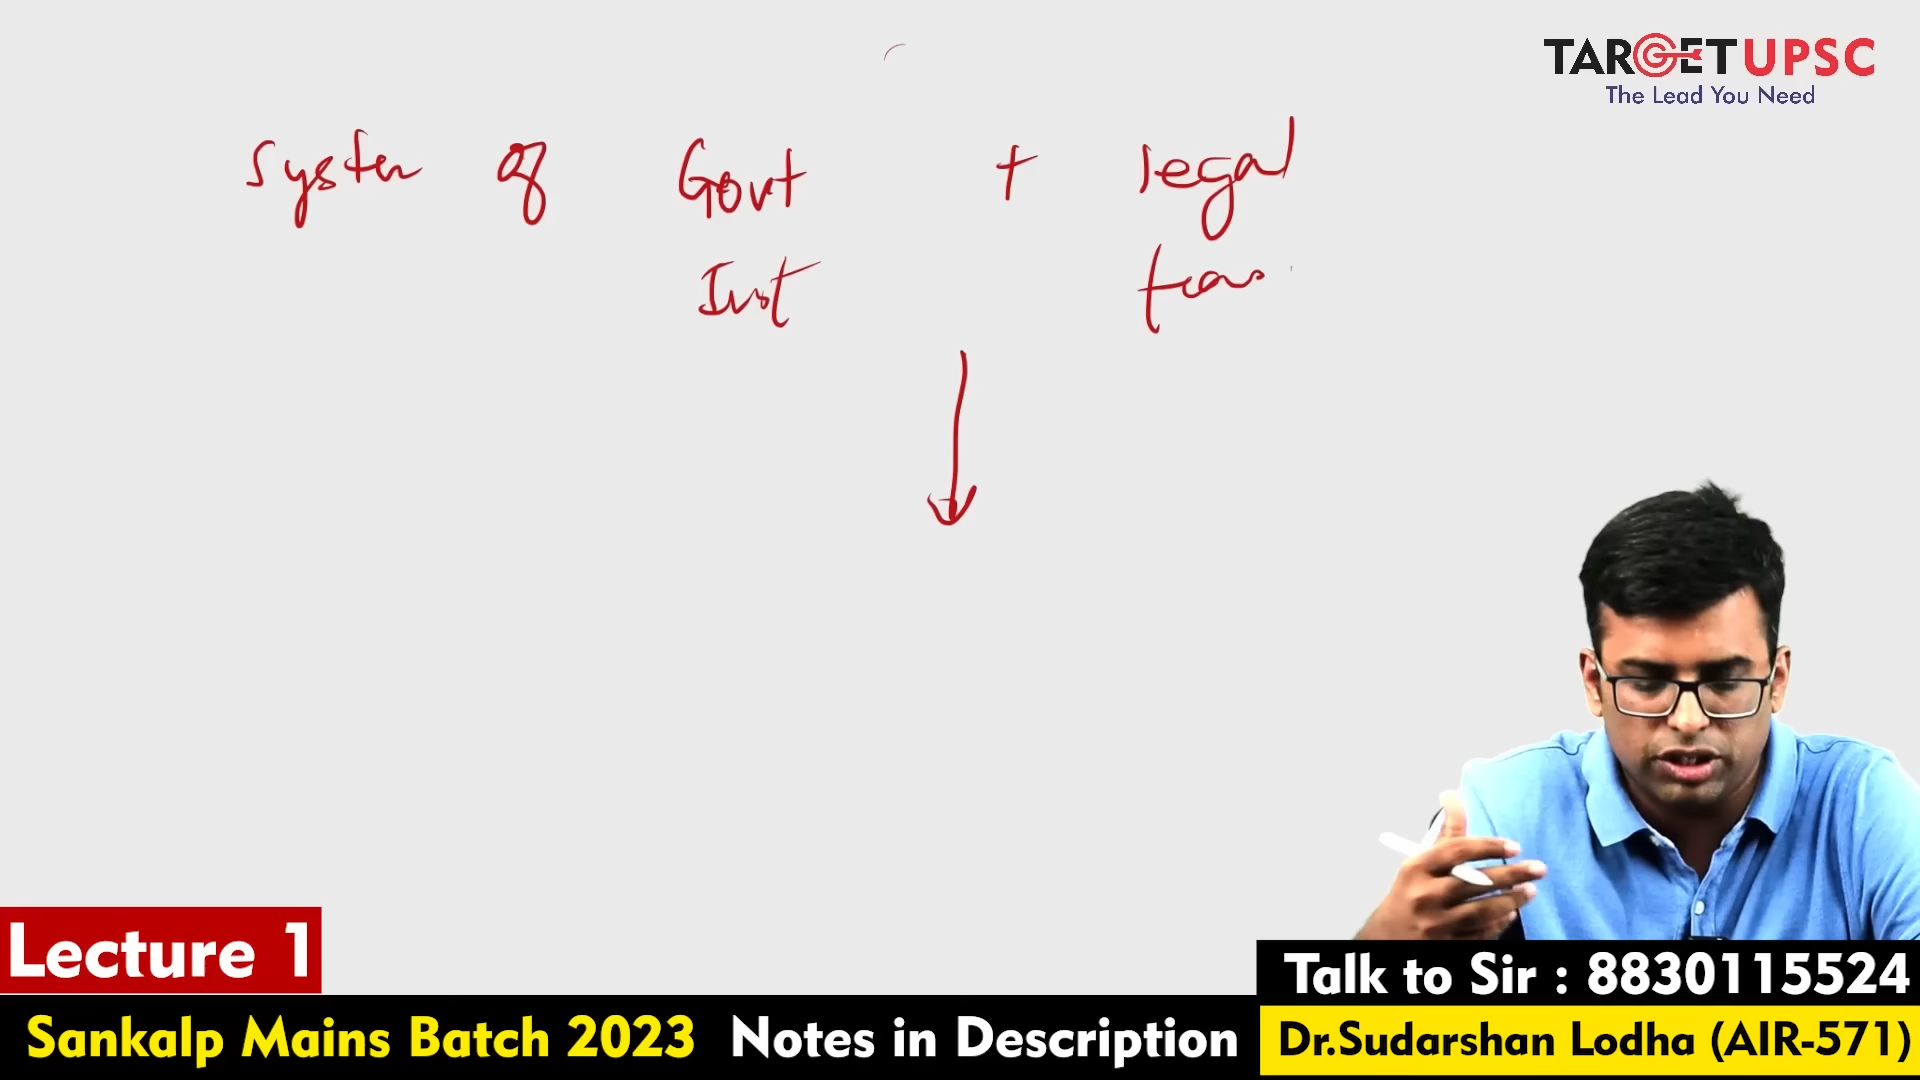 TARGET UPSC
The Lead You Need
System of Govt + legal
Inst
Lecture 1
Talk to Sir : 8830115524
Sankalp Mains Batch 2023 Notes in Description
Dr.Sudarshan Lodha (AIR-571)